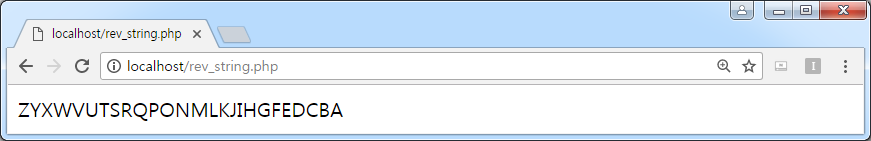 localhost/rev_string.php
localhost/rev_string.php
I
ZYXWVUTSRQPONMLKJIHGFEDCBA